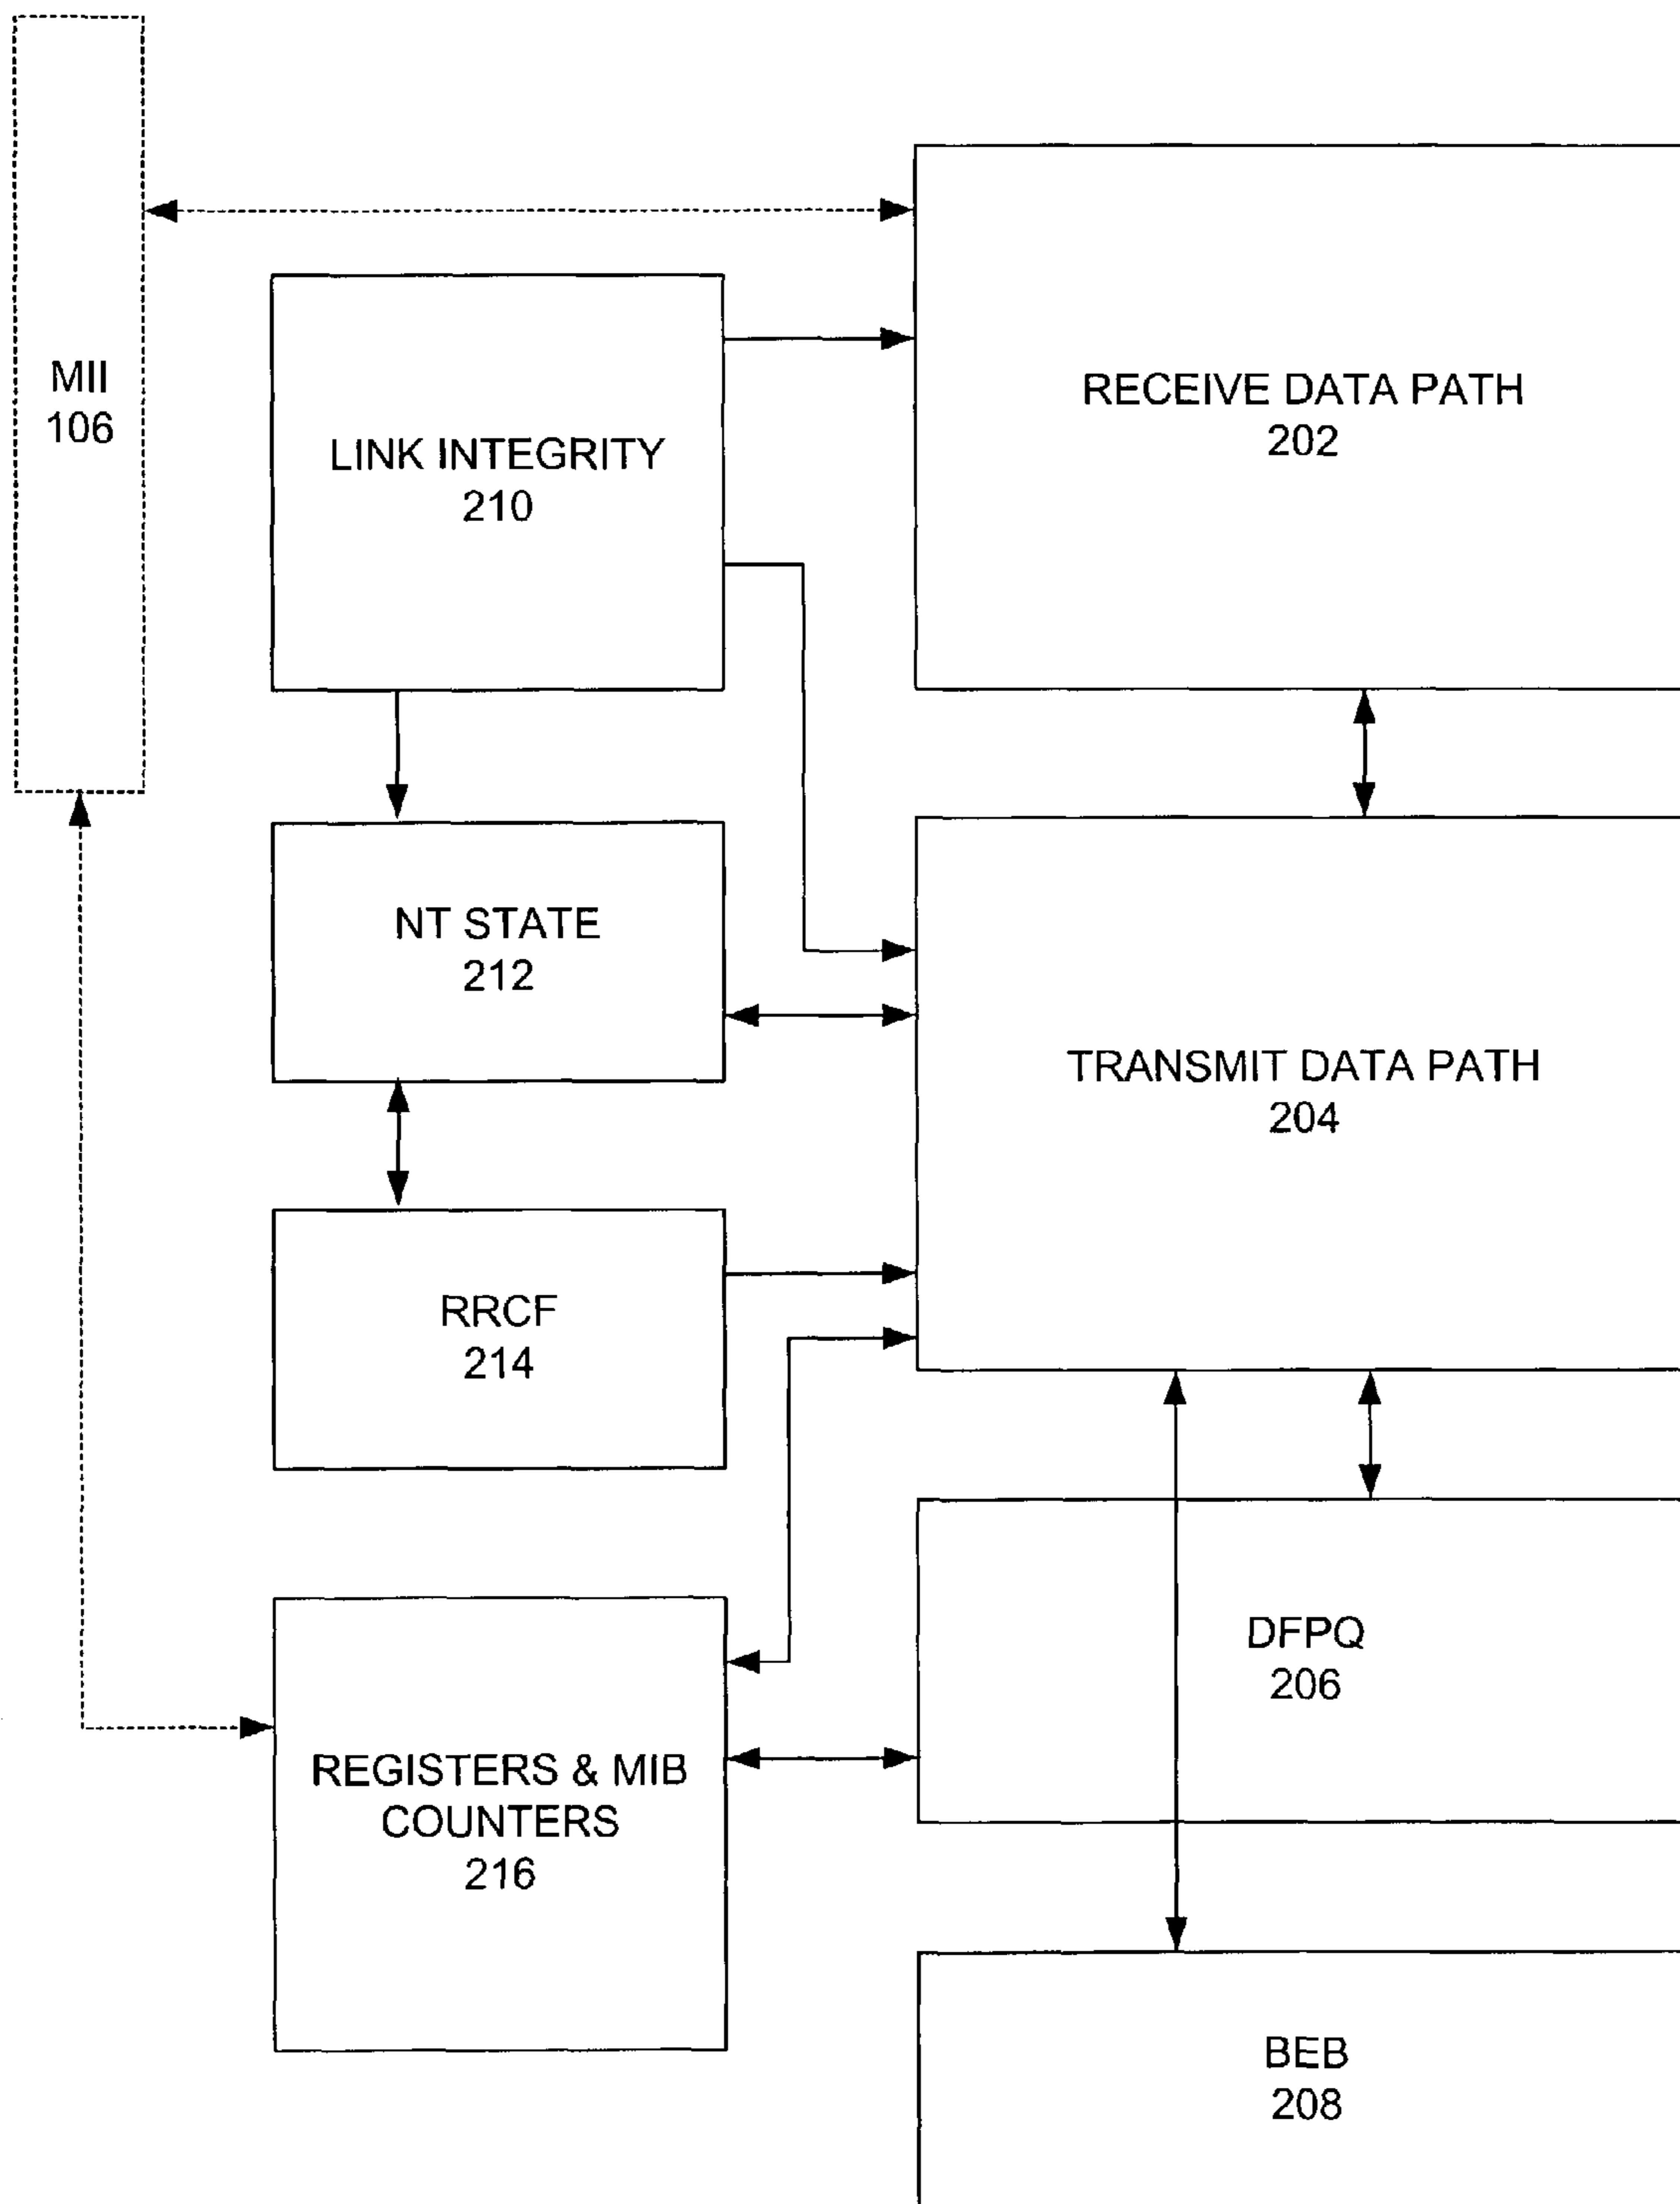 MII
106
LINK INTEGRITY
210
RECEIVE DATA PATH
202
NT STATE
212
TRANSMIT DATA PATH
204
RRCF
214
DFPQ
206
REGISTERS & MIB
COUNTERS
216
BEB
208